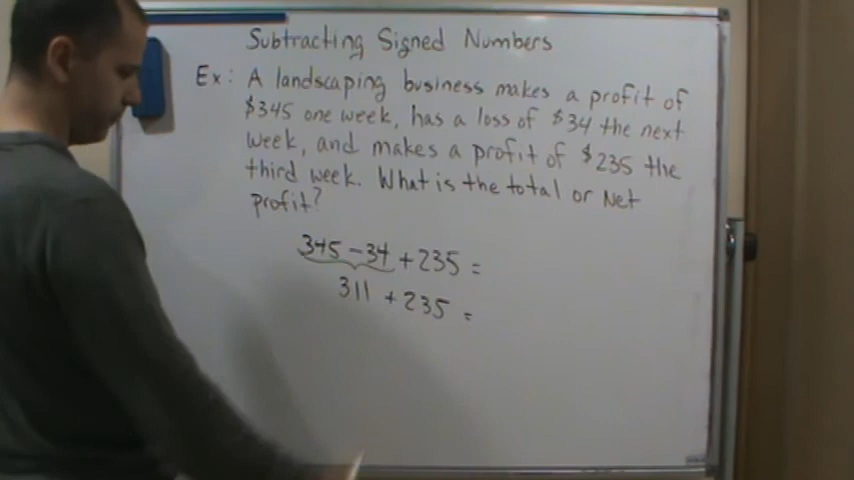 Subtracting Signed Numbers
Ex: A landscaping business makes a profit of
$345 one week, has a loss of $34 the next
week, and makes a profit of $235 the
third week. What is the total or Net
profit?
345 - 34 + 235 =
311 + 235 =